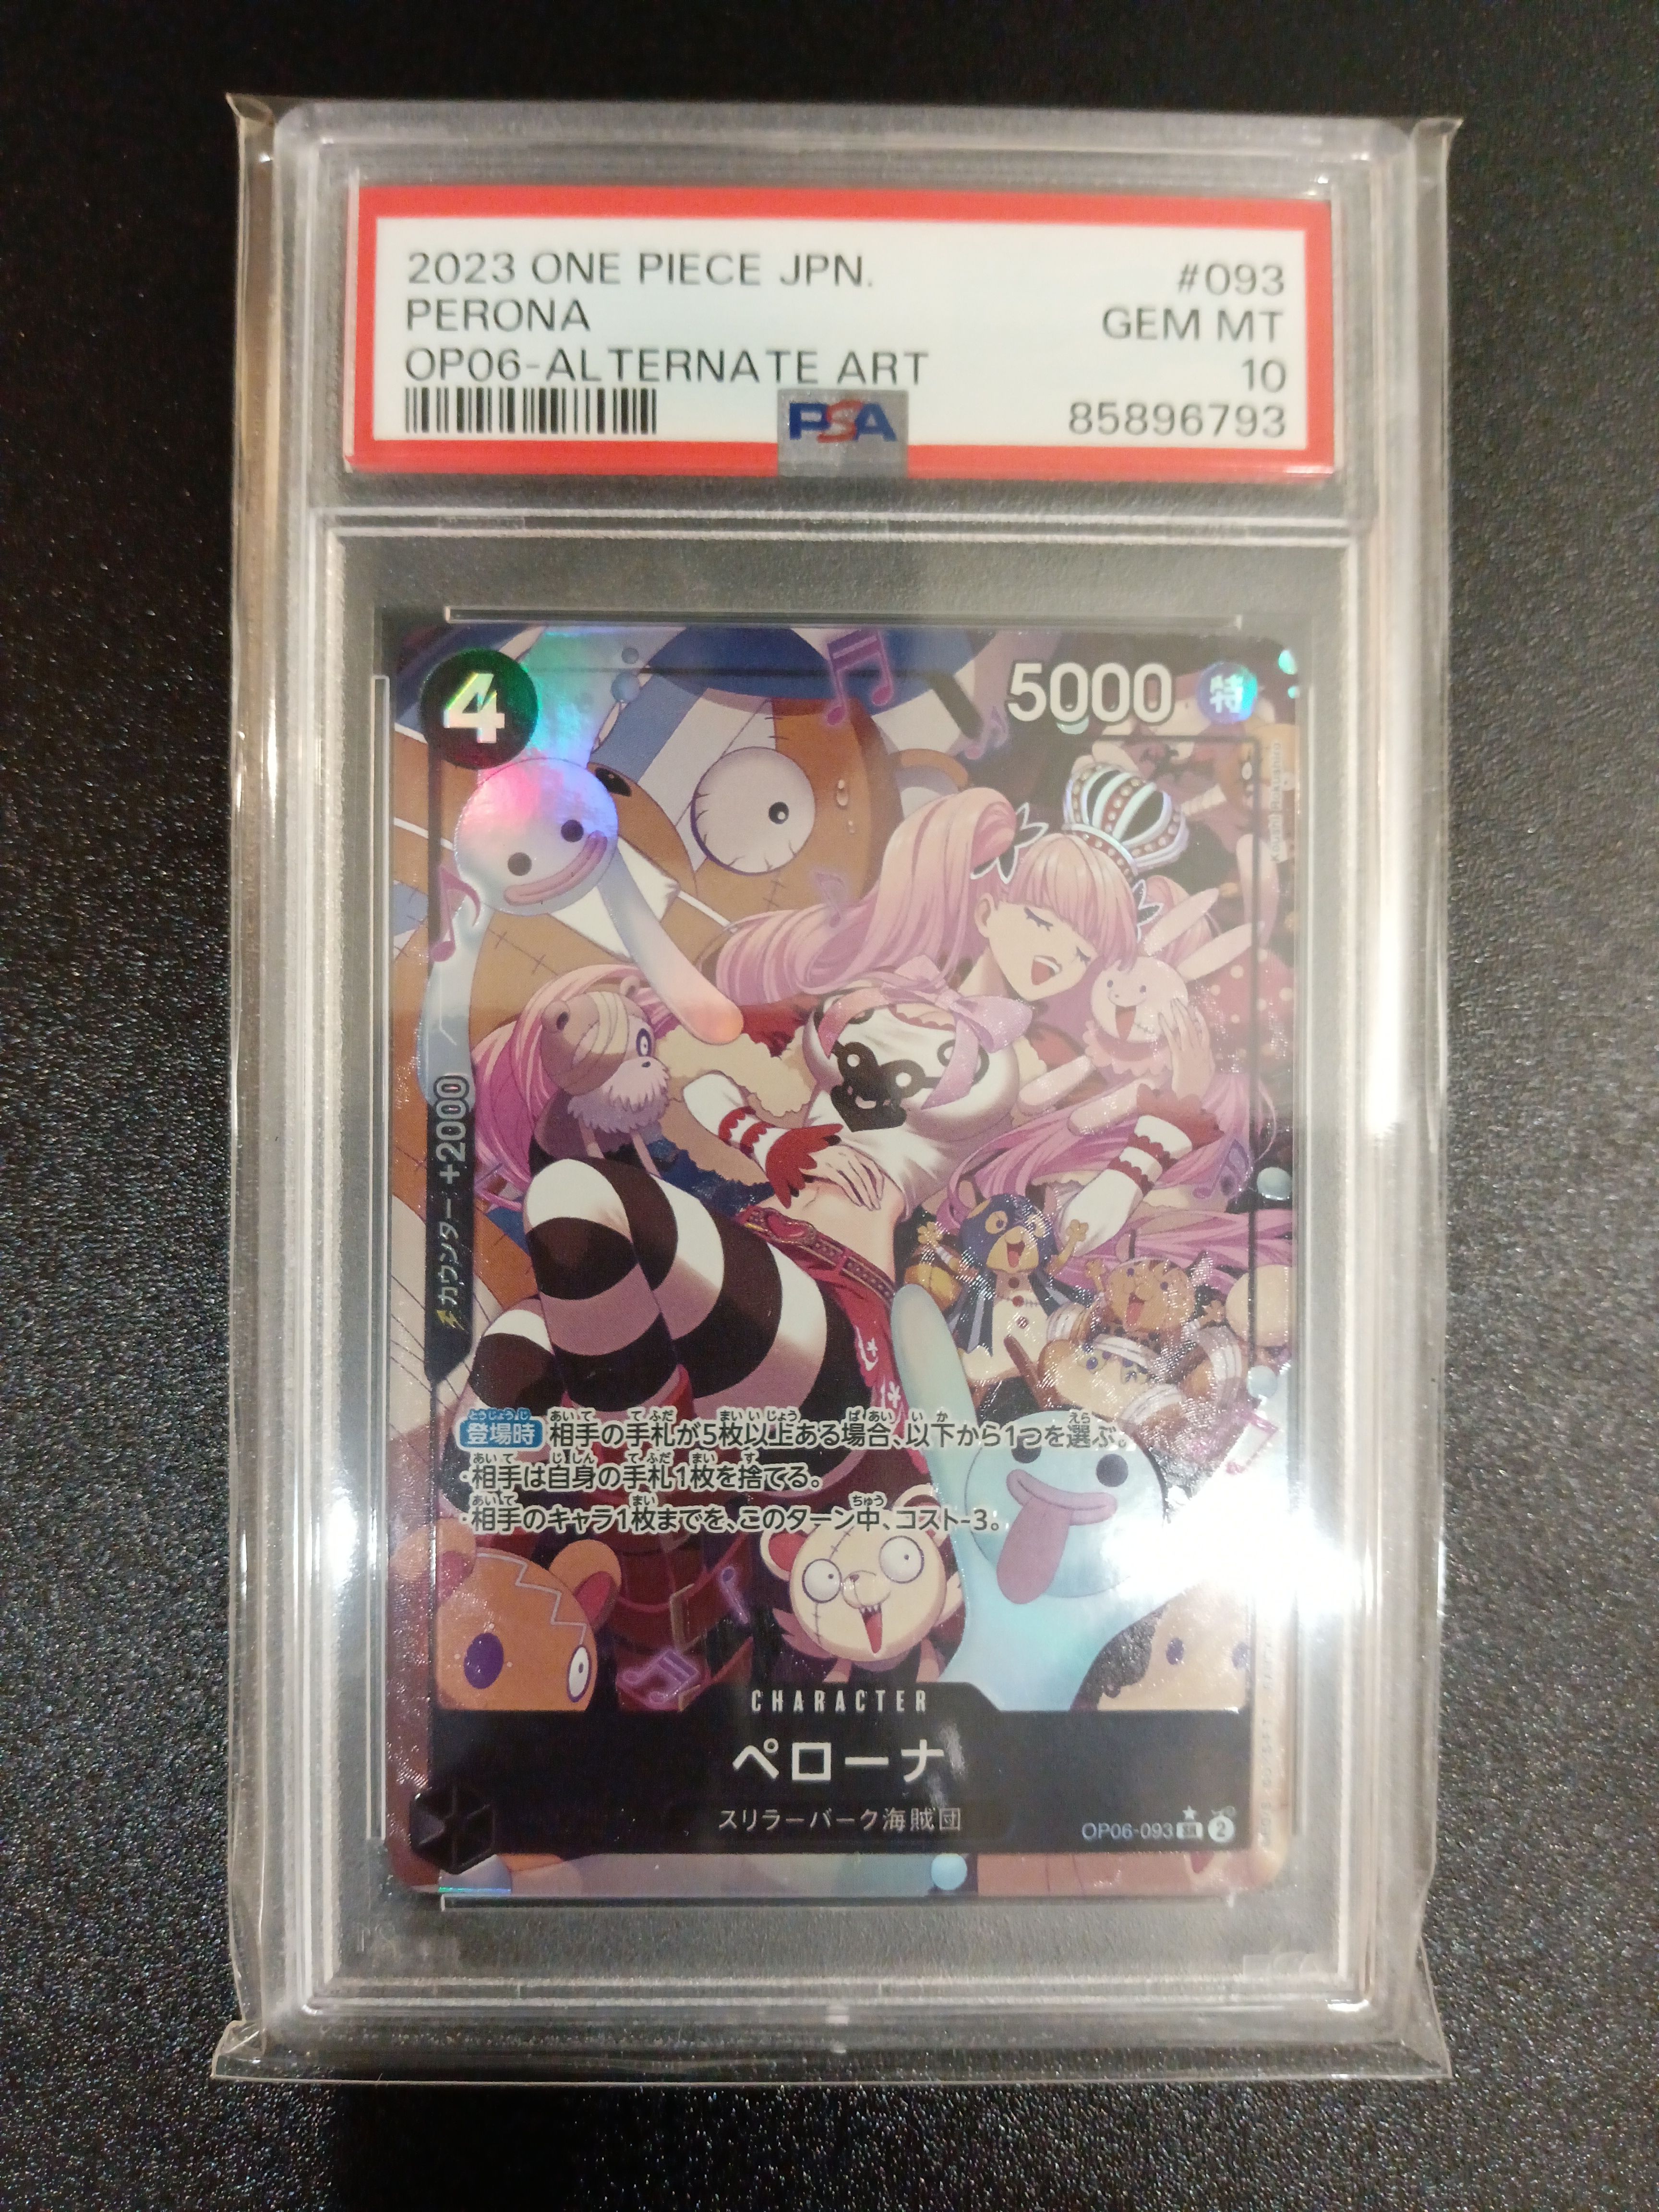 2023 ONE PIECE JPN.
#093
PERONA
GEM MT
OP06-ALTERNATE ART
10
PSA
85896793
4
5000
特
カウンター +2000
登場時 相手の手札が5枚以上ある場合、以下から1つを選ぶ。
・相手は自身の手札1枚を捨てる。
・相手のキャラ1枚までを、このターン中、コスト-3。
CHARACTER
ペローナ
スリラーバーク海賊団
OP06-093 SR 2